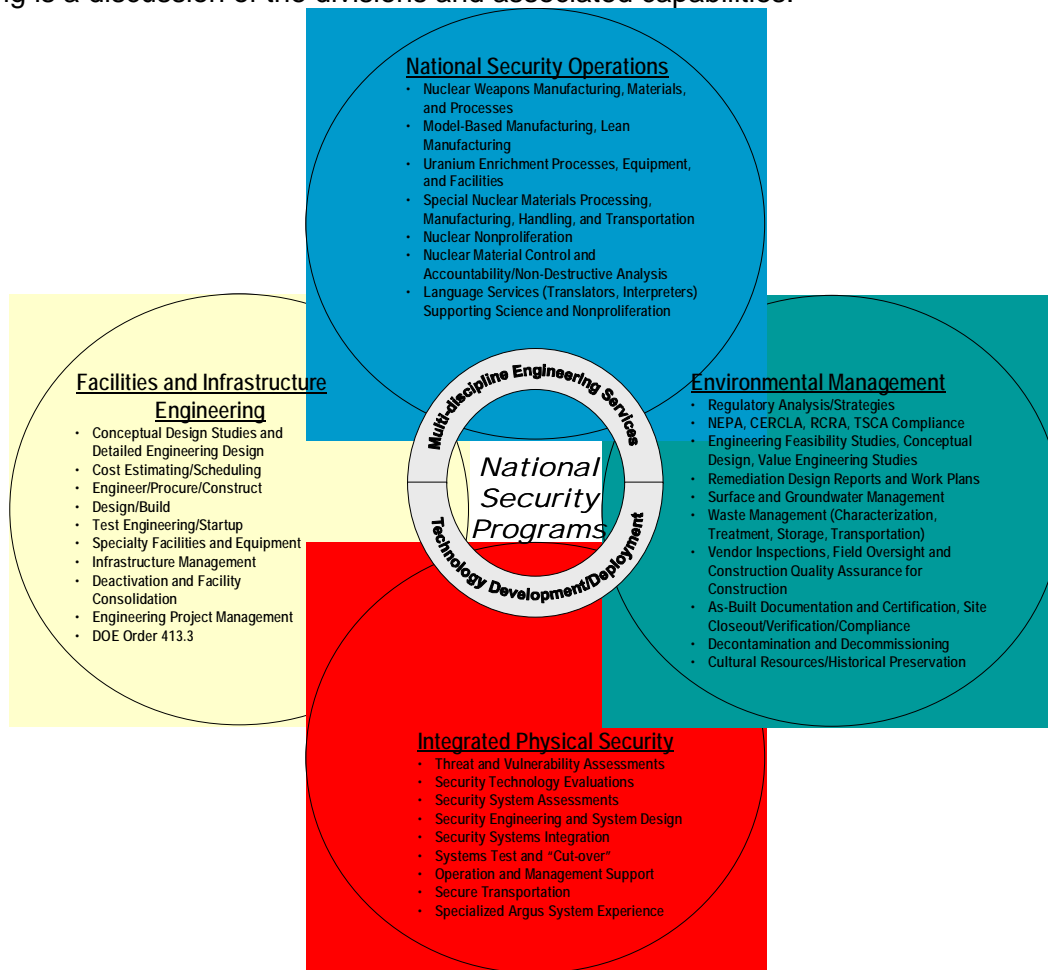 ng is a discussion of the divisions and associated capabilities.
National Security Operations
• Nuclear Weapons Manufacturing, Materials,
and Processes
• Model-Based Manufacturing, Lean
Manufacturing
• Uranium Enrichment Processes, Equipment,
and Facilities
• Special Nuclear Materials Processing,
Manufacturing, Handling, and Transportation
• Nuclear Nonproliferation
• Nuclear Material Control and
Accountability/Non-Destructive Analysis
• Language Services (Translators, Interpreters)
Supporting Science and Nonproliferation
Facilities and Infrastructure
Engineering
• Conceptual Design Studies and
Detailed Engineering Design
• Cost Estimating/Scheduling
• Engineer/Procure/Construct
• Design/Build
• Test Engineering/Startup
• Specialty Facilities and Equipment
• Infrastructure Management
• Deactivation and Facility
Consolidation
• Engineering Project Management
• DOE Order 413.3
Multi-discipline Engineering Services
National
Security
Programs
Technology Development/Deployment
Environmental Management
• Regulatory Analysis/Strategies
• NEPA, CERCLA, RCRA, TSCA Compliance
• Engineering Feasibility Studies, Conceptual
Design, Value Engineering Studies
• Remediation Design Reports and Work Plans
• Surface and Groundwater Management
• Waste Management (Characterization,
Treatment, Storage, Transportation)
• Vendor Inspections, Field Oversight and
Construction Quality Assurance for
Construction
• As-Built Documentation and Certification, Site
Closeout/Verification/Compliance
• Decontamination and Decommissioning
• Cultural Resources/Historical Preservation
Integrated Physical Security
• Threat and Vulnerability Assessments
• Security Technology Evaluations
• Security System Assessments
• Security Engineering and System Design
• Security Systems Integration
• Systems Test and “Cut-over”
• Operation and Management Support
• Secure Transportation
• Specialized Argus System Experience